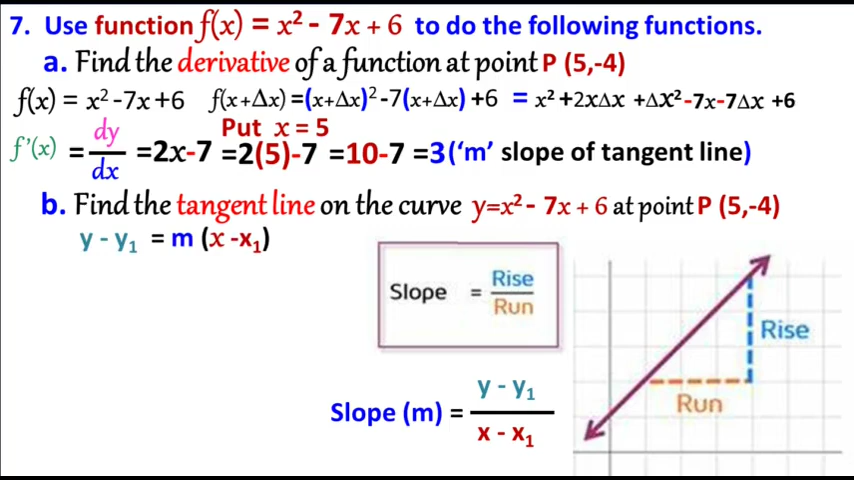 7. Use function f(x) = x² - 7x + 6 to do the following functions.
a. Find the derivative of a function at point P (5,-4)
f(x) = x² -7x +6 f(x+Δx) =(x+Δx)² -7(x+Δx) +6 = x² +2xΔx +Δx² -7x-7Δx +6
Put x = 5
f'(x) = dy/dx =2x-7 =2(5)-7 =10-7 =3 ('m' slope of tangent line)
b. Find the tangent line on the curve y=x² - 7x + 6 at point P (5,-4)
y - y₁ = m (x -x₁)
Slope = Rise/Run
Rise
Run
Slope (m) = y - y₁/x - x₁